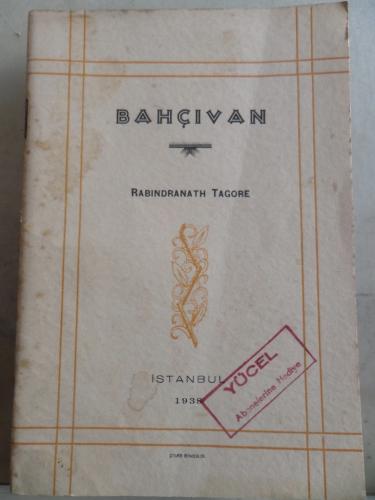 BAHÇIVAN
RABINDRANATH TAGORE
İSTANBUL
1938
YÜCEL
Abonelerine Hediye